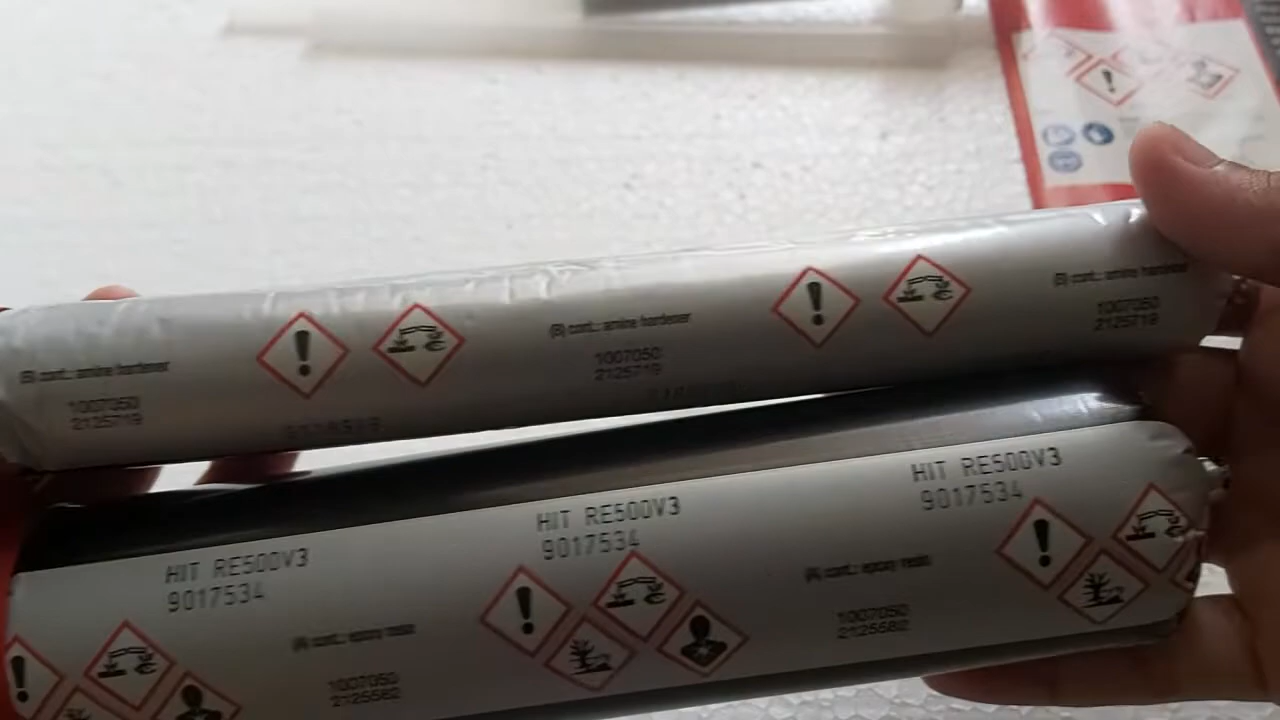 (B) cont.: amine hardener
1007050
2125719
(B) cont.: amine hardener
1007050
2125719
(B) cont.: amine hardener
1007050
2125719
HIT RE500V3
9017534
(A) cont.: epoxy resin
1007050
2125582
HIT RE500V3
9017534
(A) cont.: epoxy resin
1007050
2125582
HIT RE500V3
9017534